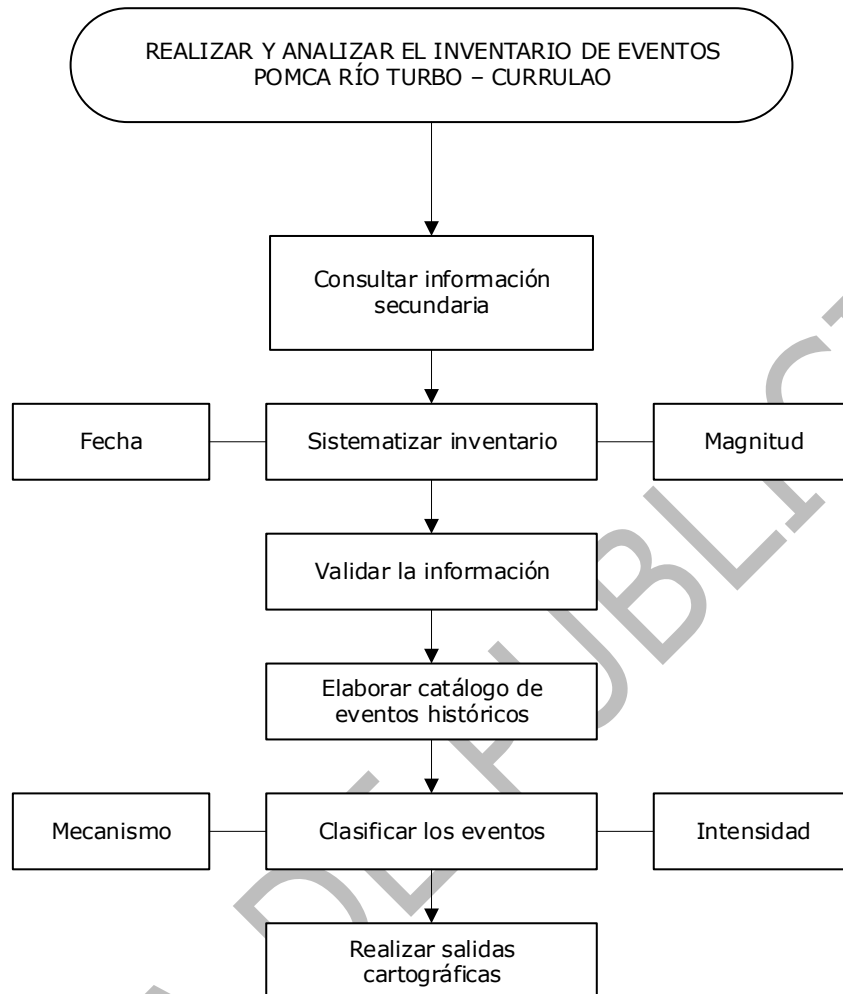 REALIZAR Y ANALIZAR EL INVENTARIO DE EVENTOS
POMCA RÍO TURBO – CURRULAO
Consultar información
secundaria
Fecha
Sistematizar inventario
Magnitud
Validar la información
Elaborar catálogo de
eventos históricos
Mecanismo
Clasificar los eventos
Intensidad
Realizar salidas
cartográficas